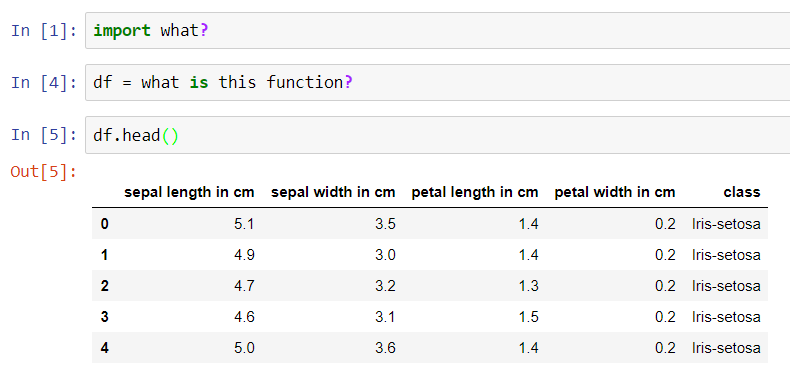 In [1]: import what?
In [4]: df = what is this function?
In [5]: df.head()
Out[5]:
sepal length in cm sepal width in cm petal length in cm petal width in cm class
0 5.1 3.5 1.4 0.2 Iris-setosa
1 4.9 3.0 1.4 0.2 Iris-setosa
2 4.7 3.2 1.3 0.2 Iris-setosa
3 4.6 3.1 1.5 0.2 Iris-setosa
4 5.0 3.6 1.4 0.2 Iris-setosa